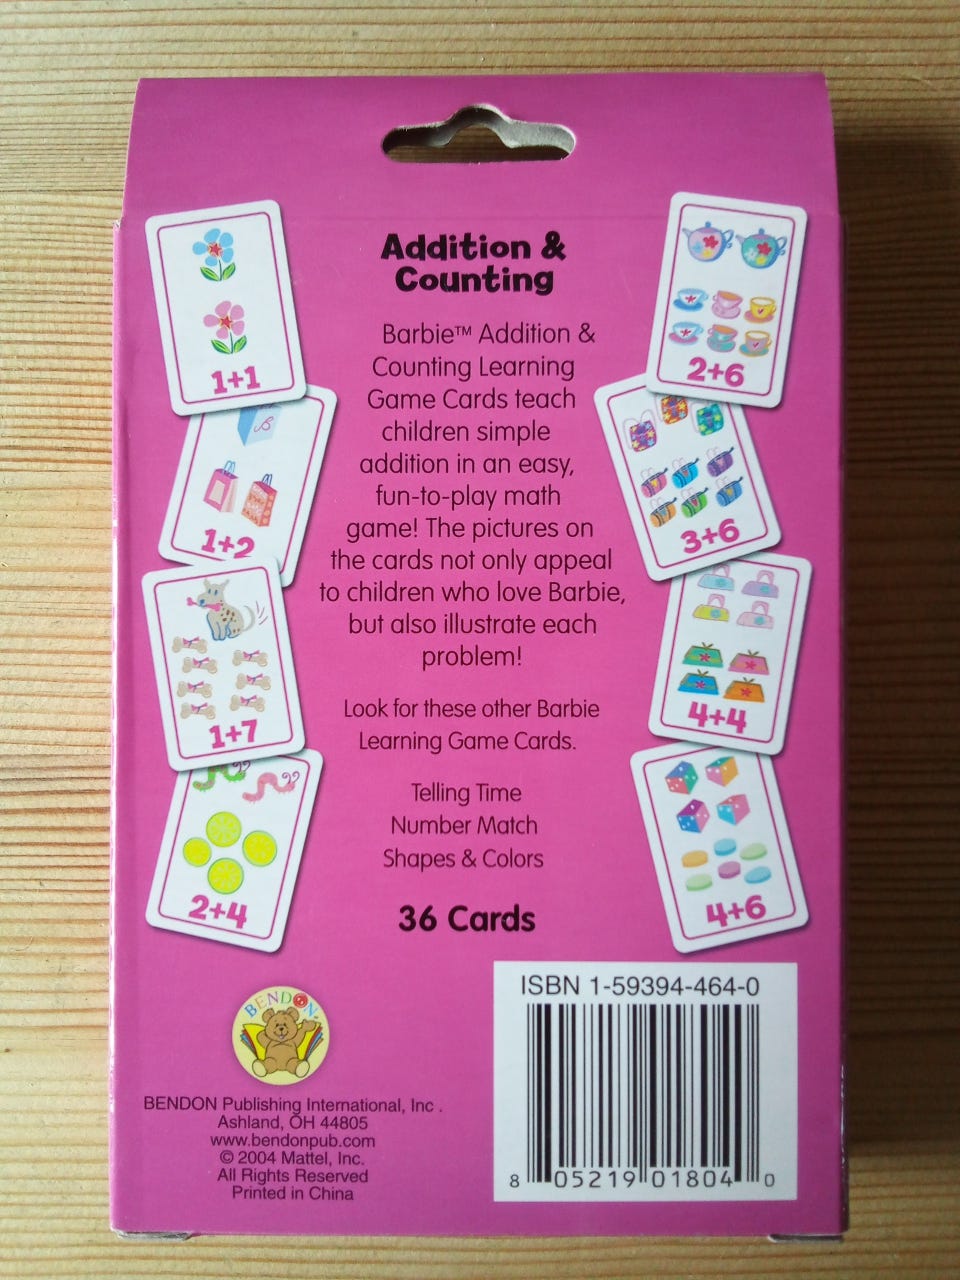 Addition &
Counting
Barbie™ Addition &
Counting Learning
Game Cards teach
children simple
addition in an easy,
fun-to-play math
game! The pictures on
the cards not only appeal
to children who love Barbie,
but also illustrate each
problem!
Look for these other Barbie
Learning Game Cards.
Telling Time
Number Match
Shapes & Colors
36 Cards
1+1
1+2
1+7
2+4
2+6
3+6
4+4
4+6
BENDON
BENDON Publishing International, Inc .
Ashland, OH 44805
www.bendonpub.com
© 2004 Mattel, Inc.
All Rights Reserved
Printed in China
ISBN 1-59394-464-0
8 05219 01804 0